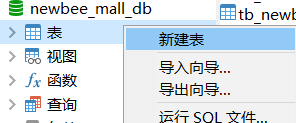 newbee_mall_db
tb_newb
表
新建表
视图
导入向导...
fx 函数
导出向导...
查询
运行 SQL 文件...